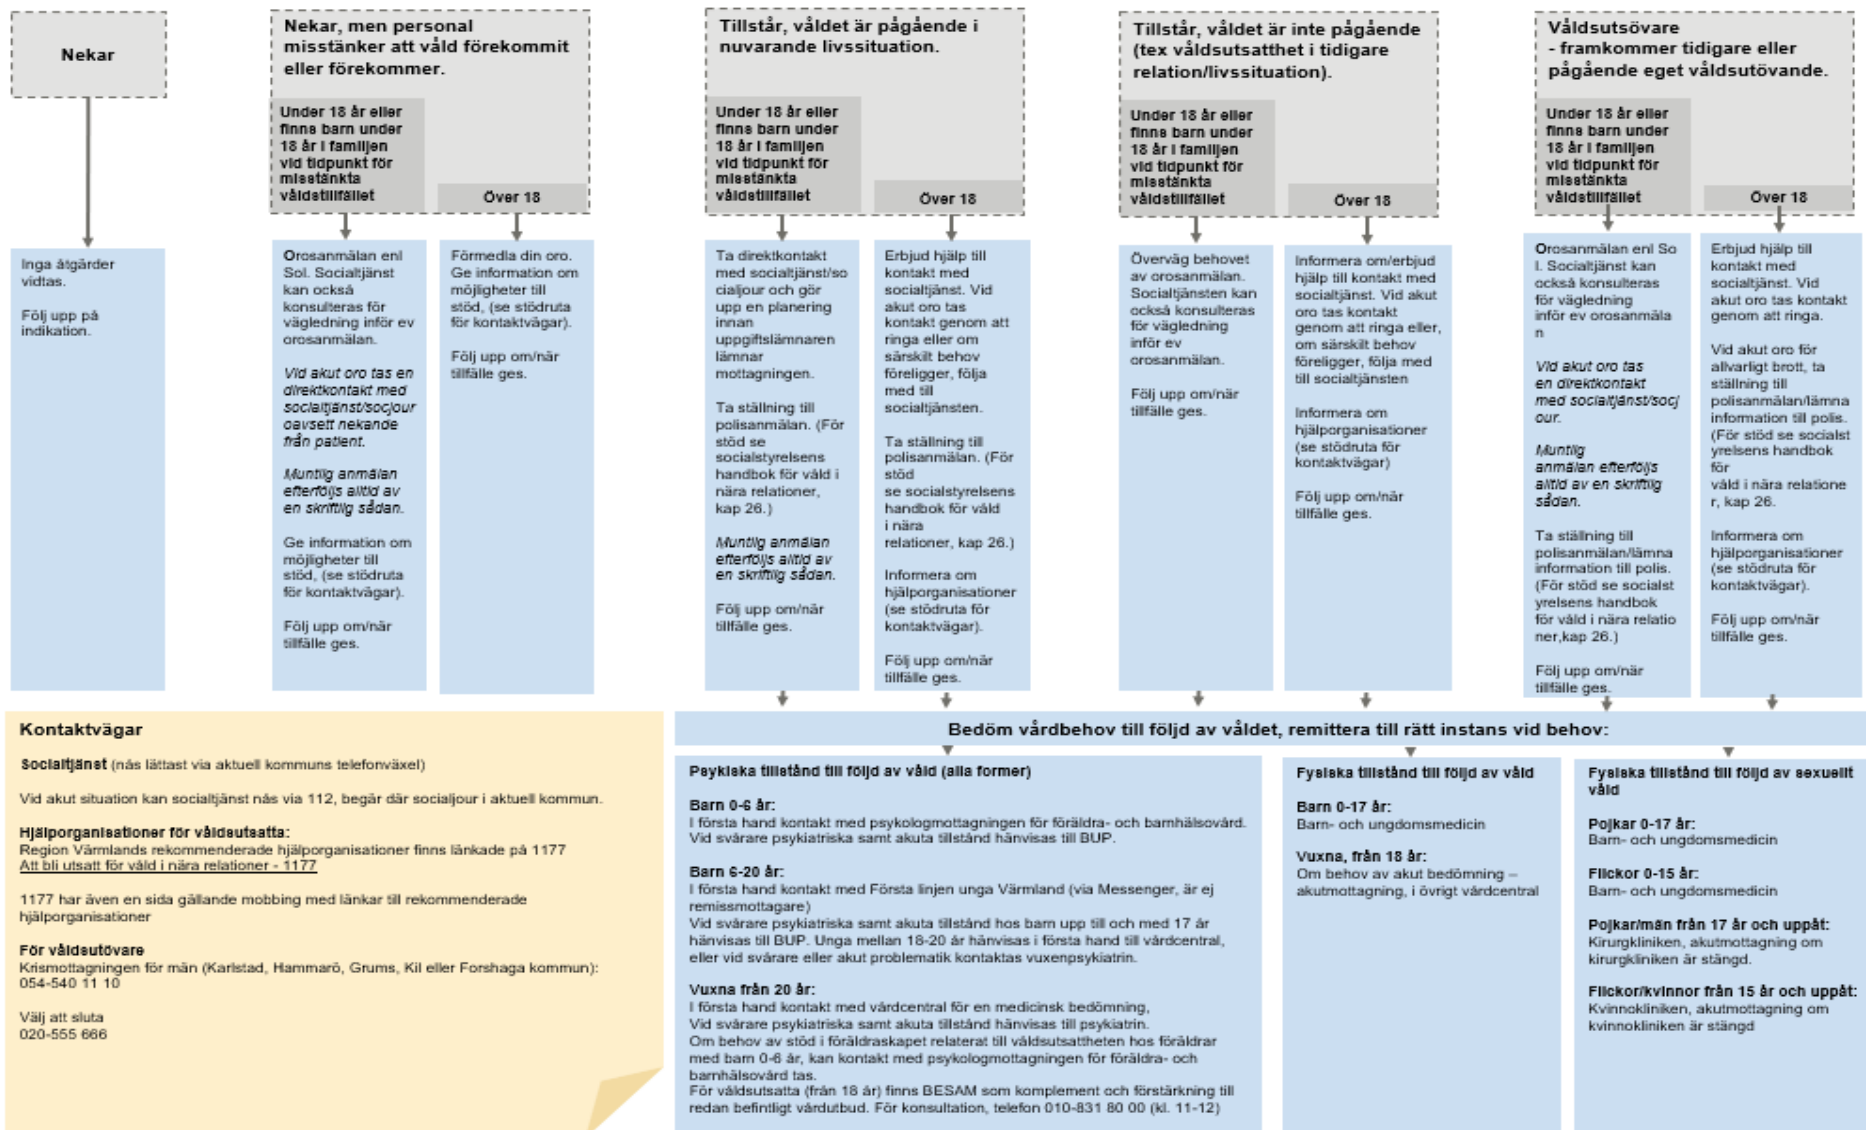 Nekar
Nekar, men personal
misstänker att våld förekommit
eller förekommer.
Under 18 år eller
finns barn under
18 år i familjen
vid tidpunkt för
misstänkta
våldstillfället
Över 18
Tillstår, våldet är pågående i
nuvarande livssituation.
Under 18 år eller
finns barn under
18 år i familjen
vid tidpunkt för
misstänkta
våldstillfället
Över 18
Tillstår, våldet är inte pågående
(tex våldsutsatthet i tidigare
relation/livssituation).
Under 18 år eller
finns barn under
18 år i familjen
vid tidpunkt för
misstänkta
våldstillfället
Över 18
Våldsutsövare
- framkommer tidigare eller
pågående eget våldsutövande.
Under 18 år eller
finns barn under
18 år i familjen
vid tidpunkt för
misstänkta
våldstillfället
Över 18
Inga åtgärder
vidtas.
Följ upp på
indikation.
Orosanmälan enl
Sol. Socialtjänst
kan också
konsulteras för
vägledning inför ev
orosanmälan.
Vid akut oro tas en
direktkontakt med
socialtjänst/socjour
oavsett nekande
från patient.
Muntlig anmälan
efterföljs alltid av
en skriftlig sådan.
Ge information om
möjligheter till
stöd, (se stödruta
för kontaktvägar).
Följ upp om/när
tillfälle ges.
Förmedla din oro.
Ge information om
möjligheter till
stöd, (se stödruta
för kontaktvägar).
Följ upp om/när
tillfälle ges.
Ta direktkontakt
med socialtjänst/so
cialjour och gör
upp en planering
innan
uppgiftslämnaren
lämnar
mottagningen.
Ta ställning till
polisanmälan. (För
stöd se
socialstyrelsens
handbok för våld i
nära relationer,
kap 26.)
Muntlig anmälan
efterföljs alltid av
en skriftlig sådan.
Följ upp om/när
tillfälle ges.
Erbjud hjälp till
kontakt med
socialtjänst. Vid
akut oro tas
kontakt genom att
ringa eller om
särskilt behov
föreligger, följa
med till
socialtjänsten.
Ta ställning till
polisanmälan. (För
stöd
se socialstyrelsens
handbok för våld
i nära
relationer, kap 26.)
Informera om
hjälporganisationer
(se stödruta för
kontaktvägar).
Följ upp om/när
tillfälle ges.
Överväg behovet
av orosanmälan.
Socialtjänsten kan
också konsulteras
för vägledning
inför ev
orosanmälan.
Följ upp om/när
tillfälle ges.
Informera om/erbjud
hjälp till kontakt med
socialtjänst. Vid akut
oro tas kontakt
genom att ringa eller,
om särskilt behov
föreligger, följa med
till socialtjänsten
Informera om
hjälporganisationer
(se stödruta för
kontaktvägar)
Följ upp om/när
tillfälle ges.
Orosanmälan enl So
l. Socialtjänst kan
också konsulteras
för vägledning
inför ev orosanmäla
n
Vid akut oro tas
en direktkontakt
med socialtjänst/socj
our.
Muntlig
anmälan efterföljs
alltid av en skriftlig
sådan.
Ta ställning till
polisanmälan/lämna
information till polis.
(För stöd se socialst
yrelsens handbok
för våld i nära relatio
ner,kap 26.)
Följ upp om/när
tillfälle ges.
Erbjud hjälp till
kontakt med
socialtjänst. Vid
akut oro tas kontakt
genom att ringa.
Vid akut oro för
allvarligt brott, ta
ställning till
polisanmälan/lämna
information till polis.
(För stöd se socialst
yrelsens handbok
för
våld i nära relatione
r, kap 26.
Informera om
hjälporganisationer
(se stödruta för
kontaktvägar).
Följ upp om/när
tillfälle ges.
Kontaktvägar
Socialtjänst (nås lättast via aktuell kommuns telefonväxel)
Vid akut situation kan socialtjänst nås via 112, begär där socialjour i aktuell kommun.
Hjälporganisationer för våldsutsatta:
Region Värmlands rekommenderade hjälporganisationer finns länkade på 1177
Att bli utsatt för våld i nära relationer - 1177
1177 har även en sida gällande mobbing med länkar till rekommenderade
hjälporganisationer
För våldsutövare
Krismottagningen för män (Karlstad, Hammarö, Grums, Kil eller Forshaga kommun):
054-540 11 10
Välj att sluta
020-555 666
Bedöm vårdbehov till följd av våldet, remittera till rätt instans vid behov:
Psykiska tillstånd till följd av våld (alla former)
Barn 0-6 år:
I första hand kontakt med psykologmottagningen för föräldra- och barnhälsovård.
Vid svårare psykiatriska samt akuta tillstånd hänvisas till BUP.
Barn 6-20 år:
I första hand kontakt med Första linjen unga Värmland (via Messenger, är ej
remissmottagare)
Vid svårare psykiatriska samt akuta tillstånd hos barn upp till och med 17 år
hänvisas till BUP. Unga mellan 18-20 år hänvisas i första hand till vårdcentral,
eller vid svårare eller akut problematik kontaktas vuxenpsykiatrin.
Vuxna från 20 år:
I första hand kontakt med vårdcentral för en medicinsk bedömning,
Vid svårare psykiatriska samt akuta tillstånd hänvisas till psykiatrin.
Om behov av stöd i föräldraskapet relaterat till våldsutsattheten hos föräldrar
med barn 0-6 år, kan kontakt med psykologmottagningen för föräldra- och
barnhälsovård tas.
För våldsutsatta (från 18 år) finns BESAM som komplement och förstärkning till
redan befintligt vårdutbud. För konsultation, telefon 010-831 80 00 (kl. 11-12)
Fysiska tillstånd till följd av våld
Barn 0-17 år:
Barn- och ungdomsmedicin
Vuxna, från 18 år:
Om behov av akut bedömning –
akutmottagning, i övrigt vårdcentral
Fysiska tillstånd till följd av sexuellt
våld
Pojkar 0-17 år:
Barn- och ungdomsmedicin
Flickor 0-15 år:
Barn- och ungdomsmedicin
Pojkar/män från 17 år och uppåt:
Kirurgkliniken, akutmottagning om
kirurgkliniken är stängd.
Flickor/kvinnor från 15 år och uppåt:
Kvinnokliniken, akutmottagning om
kvinnokliniken är stängd